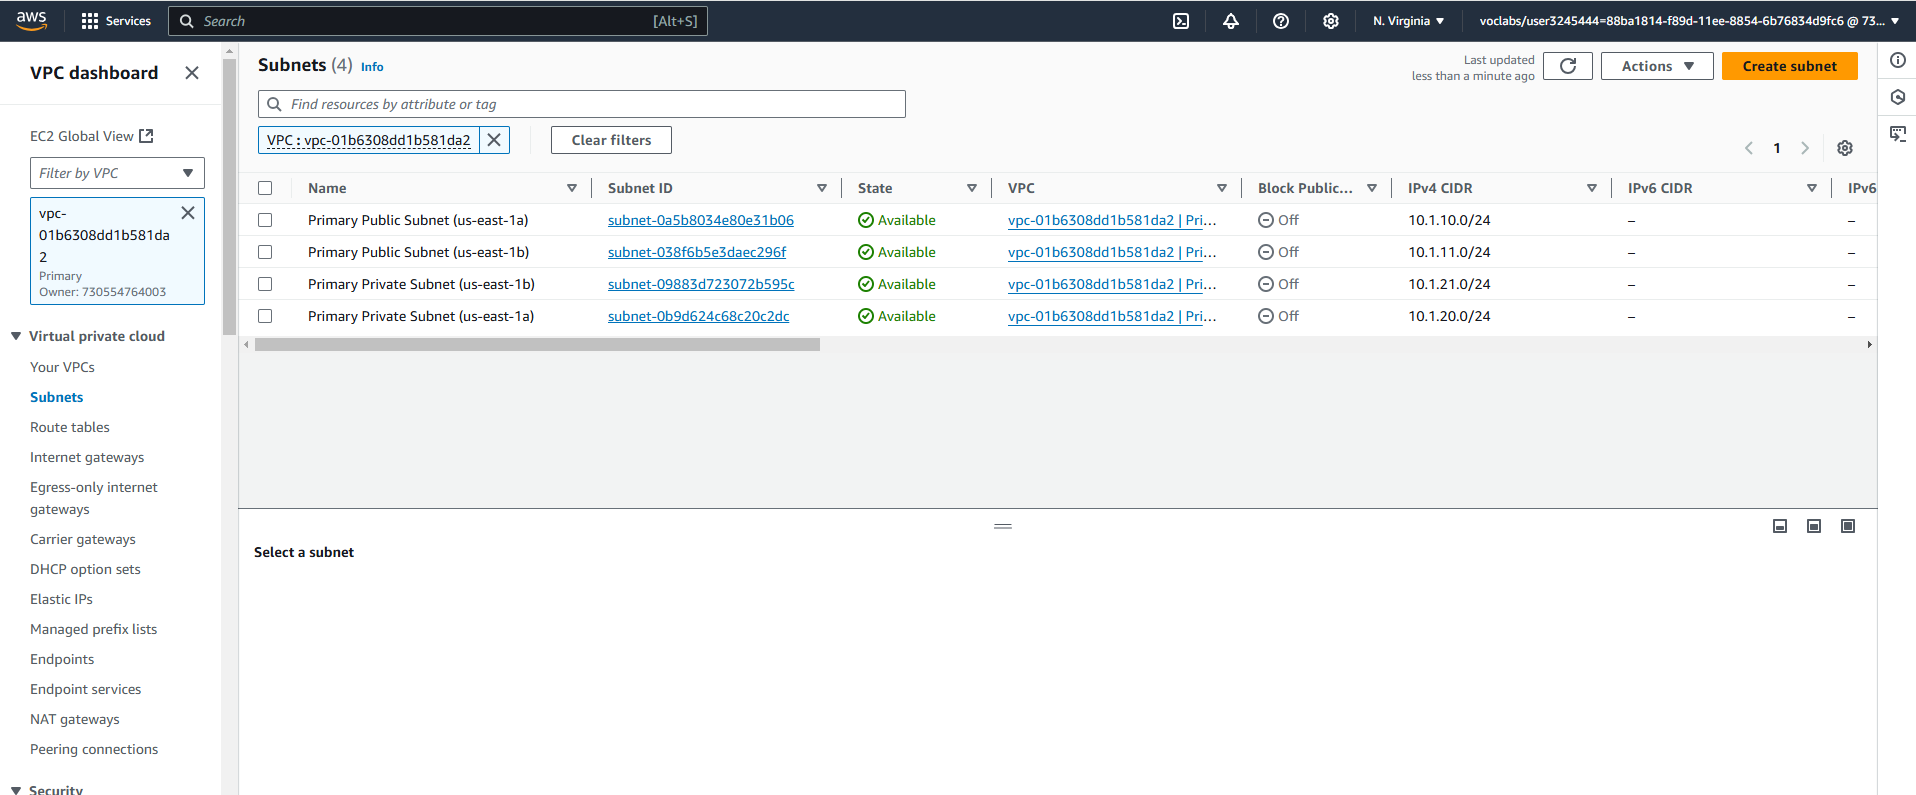 aws Services Search [Alt+S] N. Virginia voclabs/user3245444=88ba1814-f89d-11ee-8854-6b76834d9fc6 @ 73...
VPC dashboard
EC2 Global View
Filter by VPC
vpc-
01b6308dd1b581da
2
Primary
Owner: 730554764003
Virtual private cloud
Your VPCs
Subnets
Route tables
Internet gateways
Egress-only internet
gateways
Carrier gateways
DHCP option sets
Elastic IPs
Managed prefix lists
Endpoints
Endpoint services
NAT gateways
Peering connections
Security
Subnets (4) Info
Last updated
less than a minute ago
Actions
Create subnet
Find resources by attribute or tag
VPC : vpc-01b6308dd1b581da2
Clear filters
1
Name Subnet ID State VPC Block Public... IPv4 CIDR IPv6 CIDR IPv6
Primary Public Subnet (us-east-1a) subnet-0a5b8034e80e31b06 Available vpc-01b6308dd1b581da2 | Pri... Off 10.1.10.0/24 – –
Primary Public Subnet (us-east-1b) subnet-038f6b5e3daec296f Available vpc-01b6308dd1b581da2 | Pri... Off 10.1.11.0/24 – –
Primary Private Subnet (us-east-1b) subnet-09883d723072b595c Available vpc-01b6308dd1b581da2 | Pri... Off 10.1.21.0/24 – –
Primary Private Subnet (us-east-1a) subnet-0b9d624c68c20c2dc Available vpc-01b6308dd1b581da2 | Pri... Off 10.1.20.0/24 – –
Select a subnet